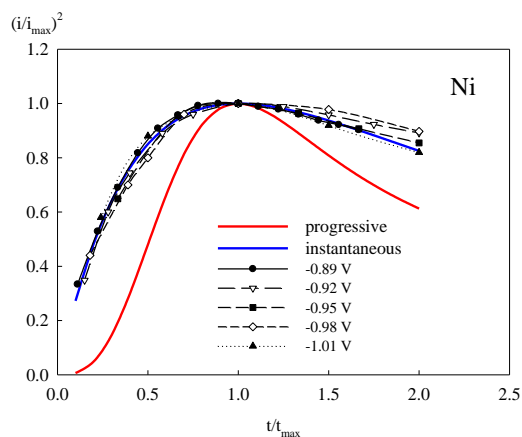 (i/i_max)²
1.2
1.0
0.8
0.6
0.4
0.2
0.0
Ni
progressive
instantaneous
-0.89 V
-0.92 V
-0.95 V
-0.98 V
-1.01 V
0.0 0.5 1.0 1.5 2.0 2.5
t/t_max